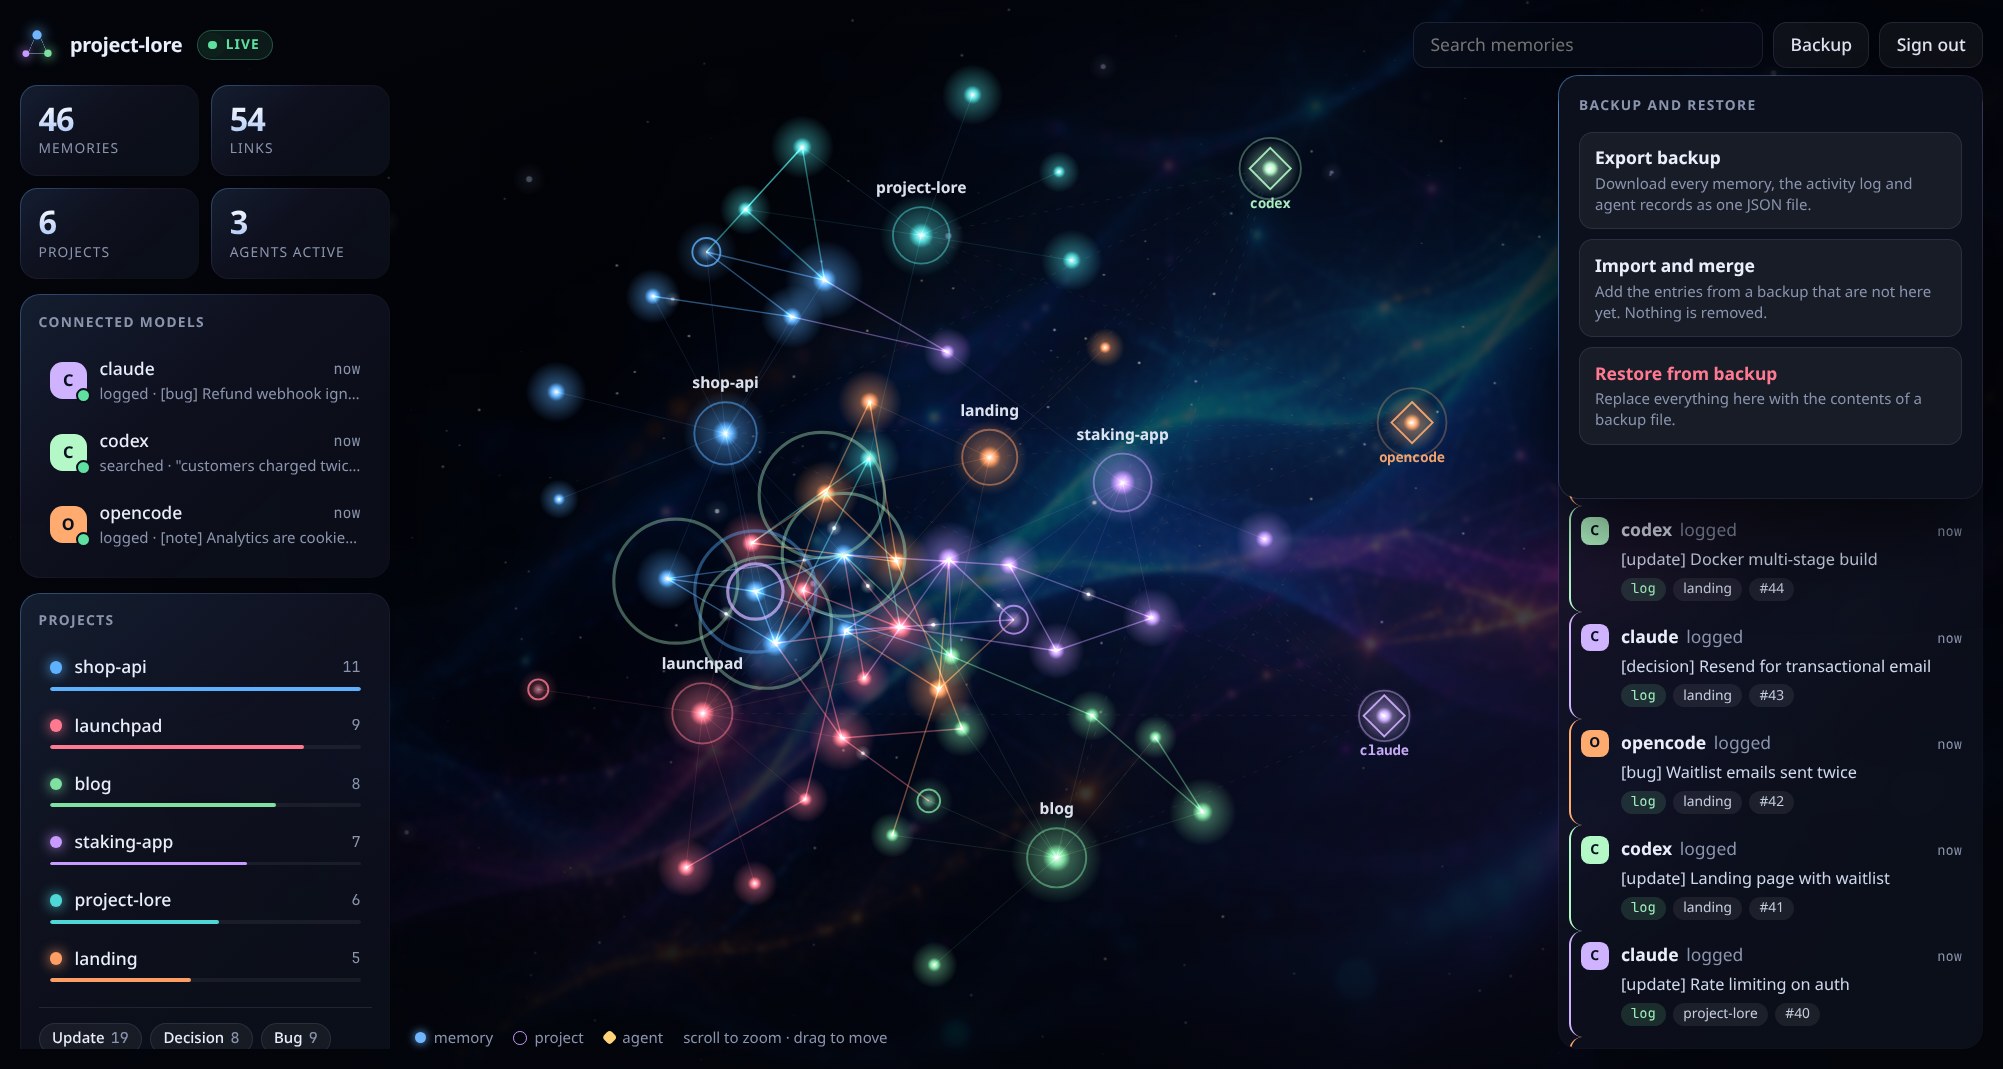 project-lore
LIVE
Search memories
Backup
Sign out
46
MEMORIES
54
LINKS
6
PROJECTS
3
AGENTS ACTIVE
CONNECTED MODELS
C
claude
now
logged · [bug] Refund webhook ign...
C
codex
now
searched · "customers charged twic...
O
opencode
now
logged · [note] Analytics are cookie...
PROJECTS
shop-api 11
launchpad 9
blog 8
staking-app 7
project-lore 6
landing 5
Update 19
Decision 8
Bug 9
project-lore
codex
shop-api
landing
staking-app
opencode
launchpad
claude
blog
memory
project
agent
scroll to zoom · drag to move
BACKUP AND RESTORE
Export backup
Download every memory, the activity log and
agent records as one JSON file.
Import and merge
Add the entries from a backup that are not here
yet. Nothing is removed.
Restore from backup
Replace everything here with the contents of a
backup file.
C
codex logged
now
[update] Docker multi-stage build
log landing #44
C
claude logged
now
[decision] Resend for transactional email
log landing #43
O
opencode logged
now
[bug] Waitlist emails sent twice
log landing #42
C
codex logged
now
[update] Landing page with waitlist
log landing #41
C
claude logged
now
[update] Rate limiting on auth
log project-lore #40